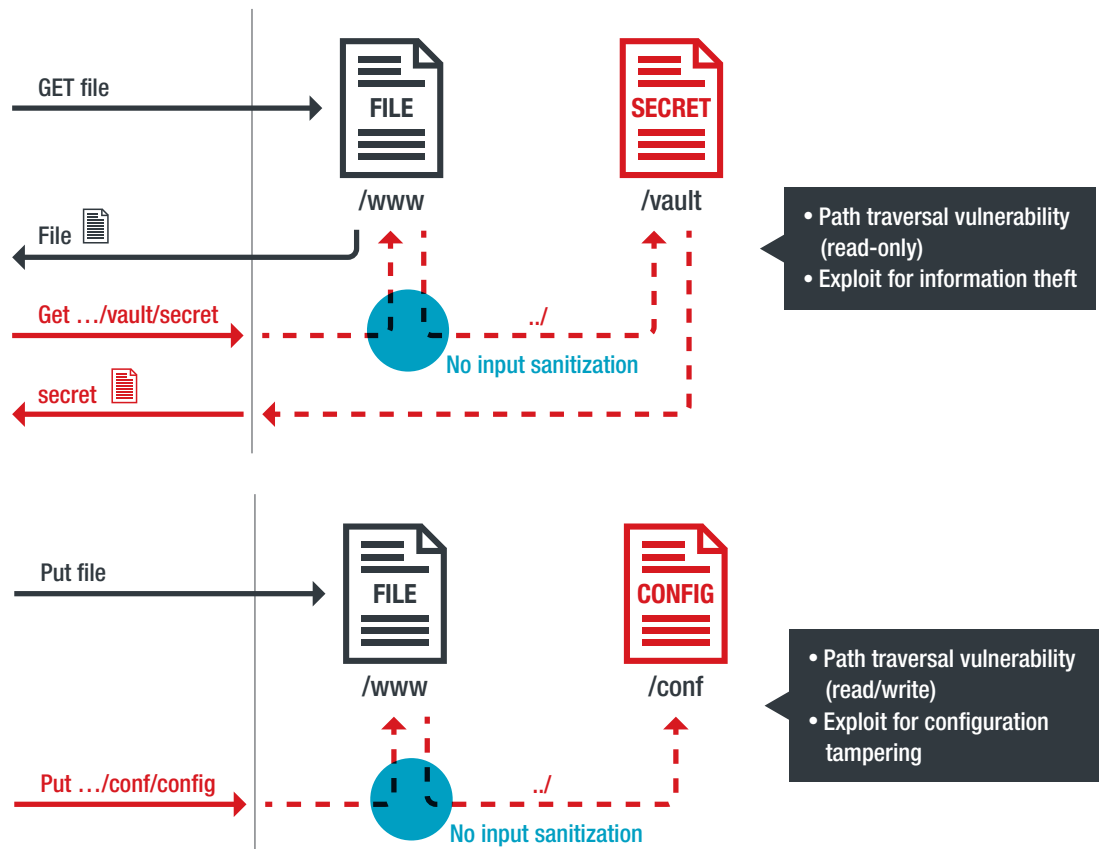 GET file
FILE
SECRET
/www
/vault
File
• Path traversal vulnerability
(read-only)
• Exploit for information theft
Get …/vault/secret
../
No input sanitization
secret
Put file
FILE
CONFIG
/www
/conf
• Path traversal vulnerability
(read/write)
• Exploit for configuration
tampering
Put …/conf/config
../
No input sanitization